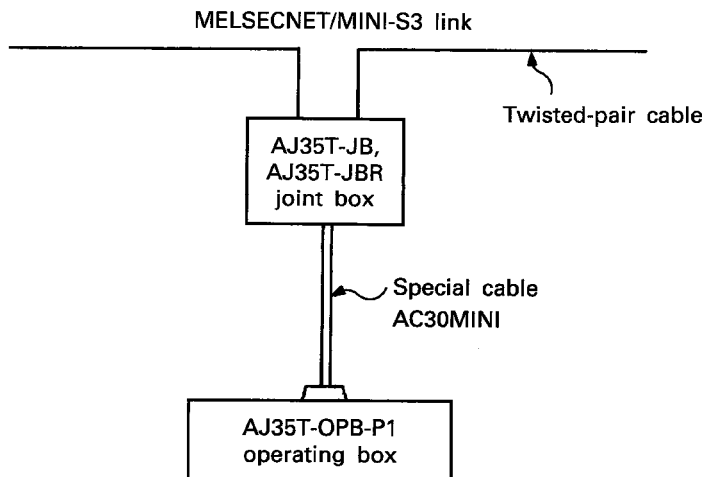 MELSECNET/MINI-S3 link
Twisted-pair cable
AJ35T-JB,
AJ35T-JBR
joint box
Special cable
AC30MINI
AJ35T-OPB-P1
operating box